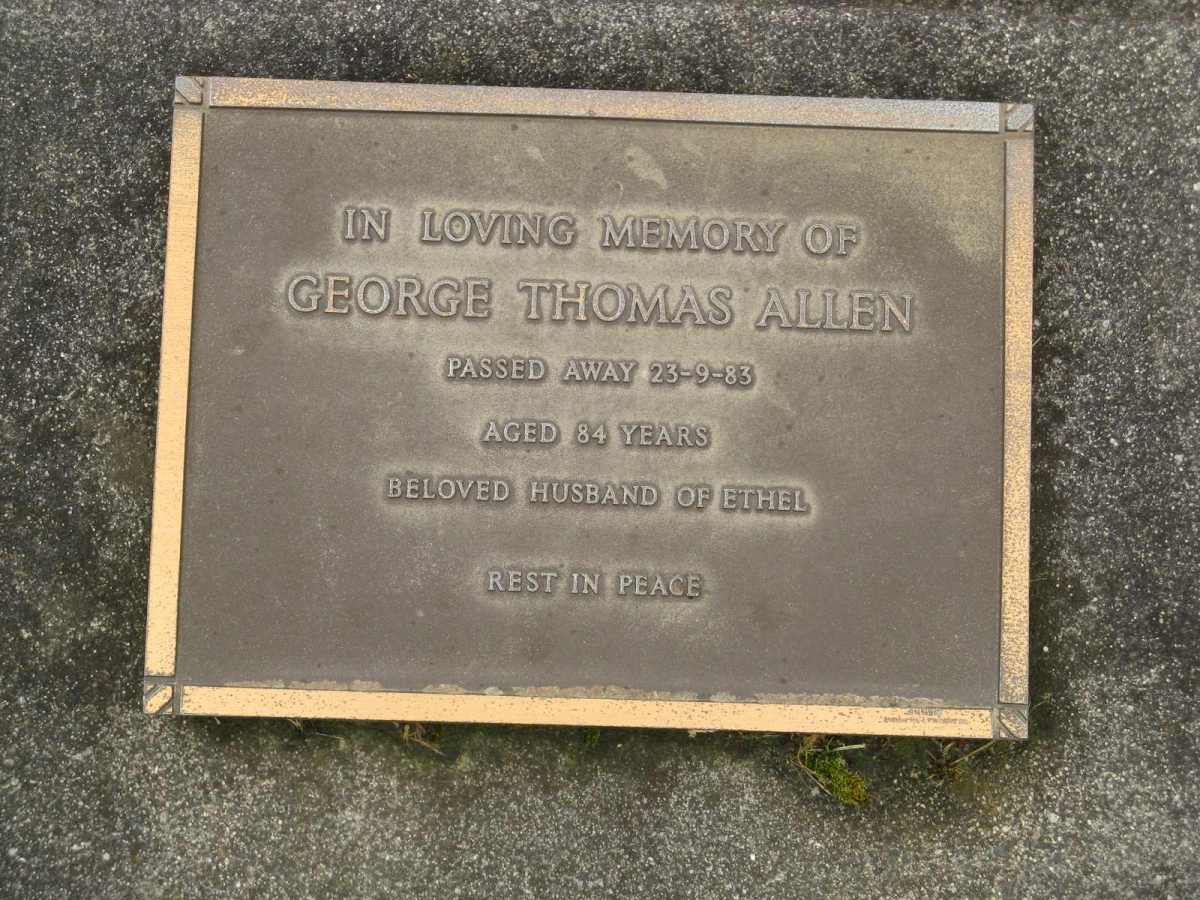 IN LOVING MEMORY OF
GEORGE THOMAS ALLEN
PASSED AWAY 23-9-83
AGED 84 YEARS
BELOVED HUSBAND OF ETHEL
REST IN PEACE